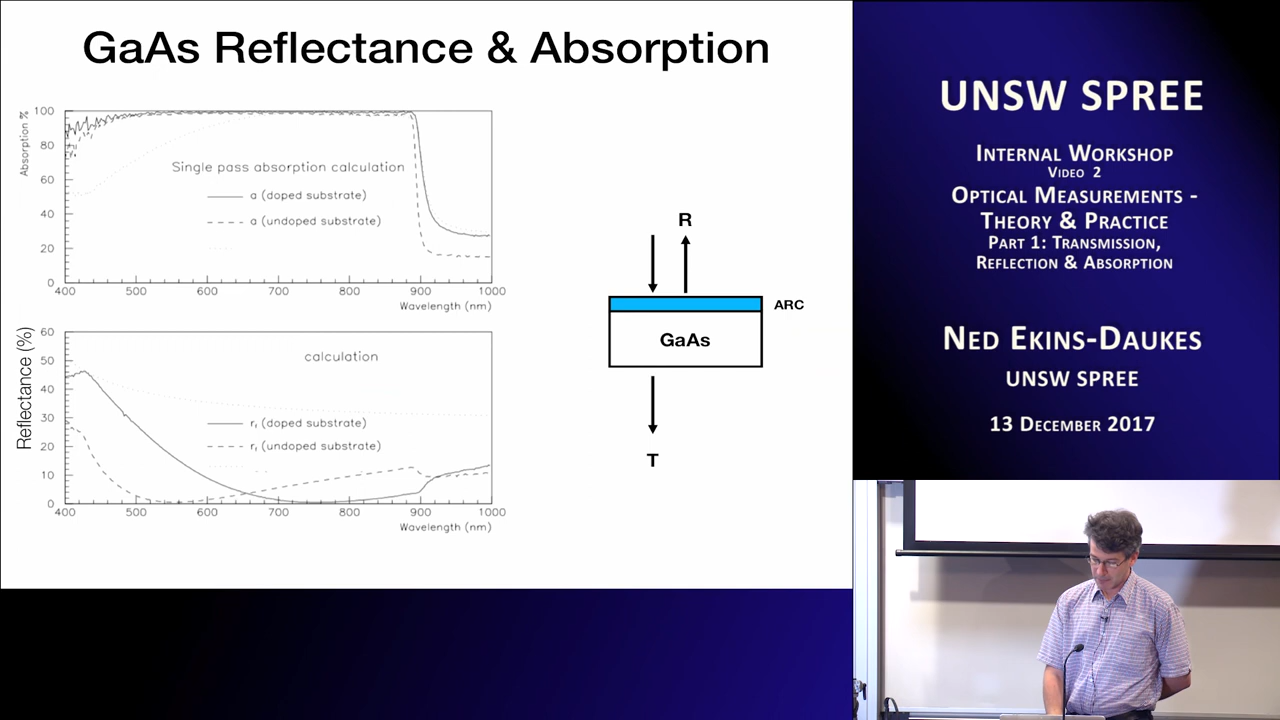 GaAs Reflectance & Absorption
100
80
60
40
20
0
Absorption %
Single pass absorption calculation
a (doped substrate)
a (undoped substrate)
400 500 600 700 800 900 1000
Wavelength (nm)
60
50
40
30
20
10
0
Reflectance (%)
calculation
r, (doped substrate)
r, (undoped substrate)
400 500 600 700 800 900 1000
Wavelength (nm)
R
ARC
GaAs
T
UNSW SPREE
Internal Workshop
Video 2
Optical Measurements -
Theory & Practice
Part 1: Transmission,
Reflection & Absorption
Ned Ekins-Daukes
UNSW SPREE
13 December 2017